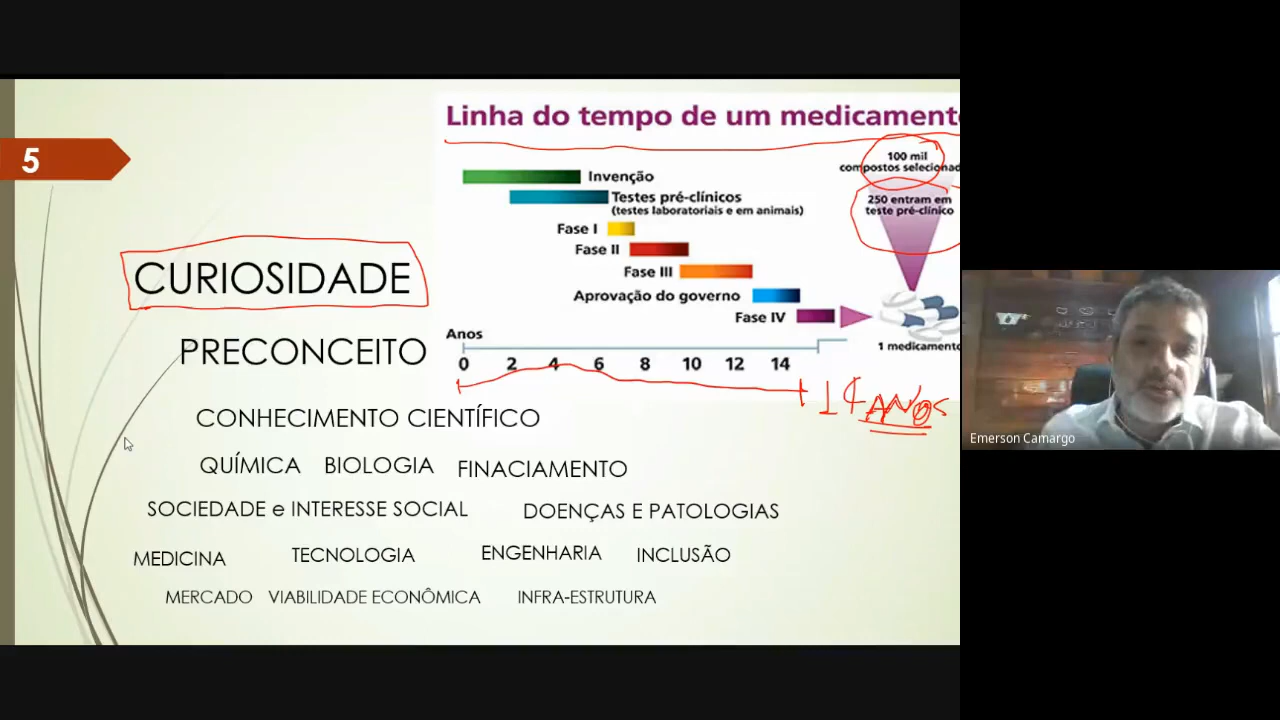 5
Linha do tempo de um medicament
100 mil
compostos selecionad
Invenção
Testes pré-clínicos
(testes laboratoriais e em animais)
250 entram em
teste pré-clínico
Fase I
Fase II
Fase III
Aprovação do governo
Fase IV
1 medicamento
Anos
0 2 4 6 8 10 12 14
14 ANOS
CURIOSIDADE
PRECONCEITO
CONHECIMENTO CIENTÍFICO
QUÍMICA BIOLOGIA FINACIAMENTO
SOCIEDADE e INTERESSE SOCIAL DOENÇAS E PATOLOGIAS
MEDICINA TECNOLOGIA ENGENHARIA INCLUSÃO
MERCADO VIABILIDADE ECONÔMICA INFRA-ESTRUTURA
Emerson Camargo